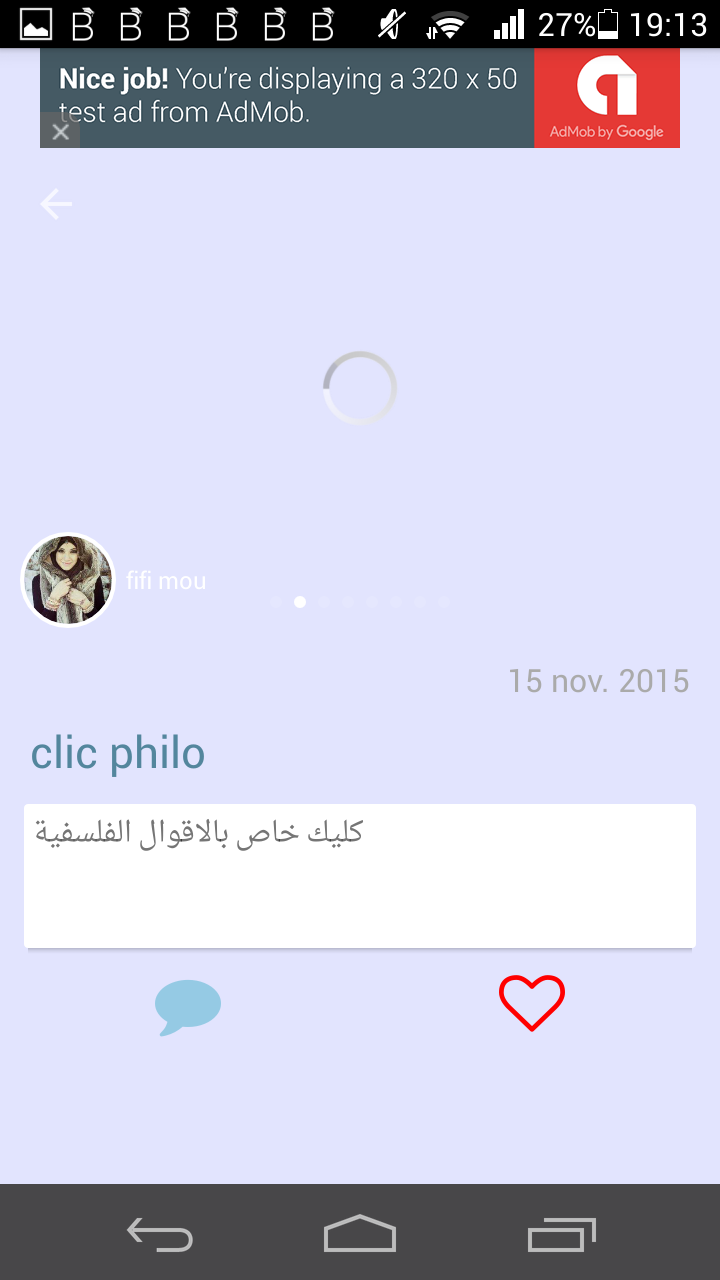 27% 19:13
Nice job! You're displaying a 320 x 50
test ad from AdMob.
AdMob by Google
fifi mou
15 nov. 2015
clic philo
كليك خاص بالاقوال الفلسفية